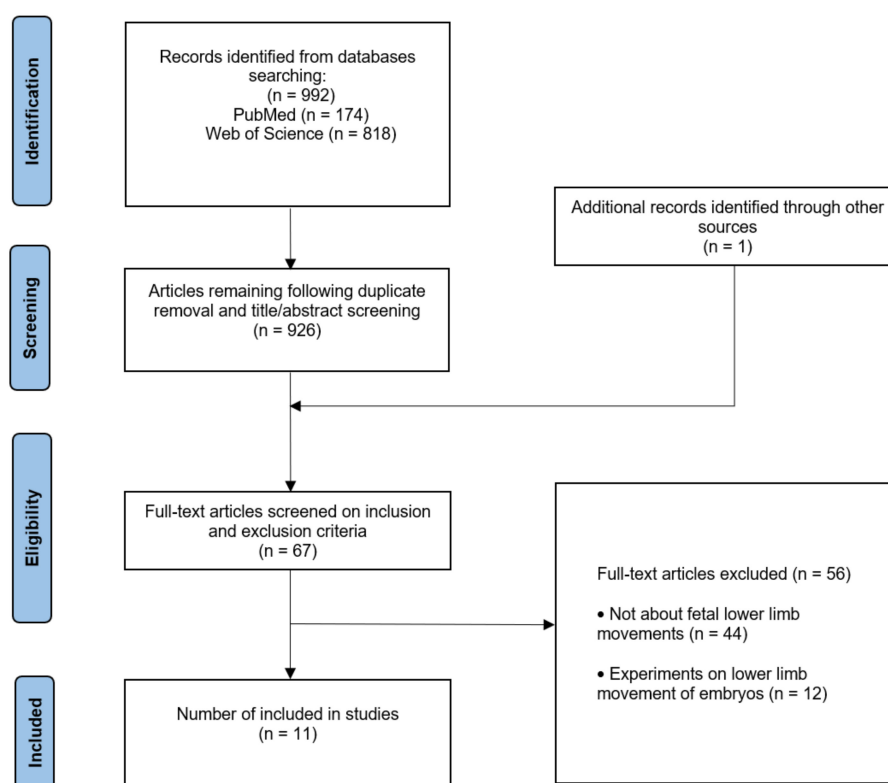 Identification
Records identified from databases
searching:
(n = 992)
PubMed (n = 174)
Web of Science (n = 818)
Additional records identified through other
sources
(n = 1)
Screening
Articles remaining following duplicate
removal and title/abstract screening
(n = 926)
Eligibility
Full-text articles screened on inclusion
and exclusion criteria
(n = 67)
Full-text articles excluded (n = 56)
• Not about fetal lower limb
movements (n = 44)
• Experiments on lower limb
movement of embryos (n = 12)
Included
Number of included in studies
(n = 11)